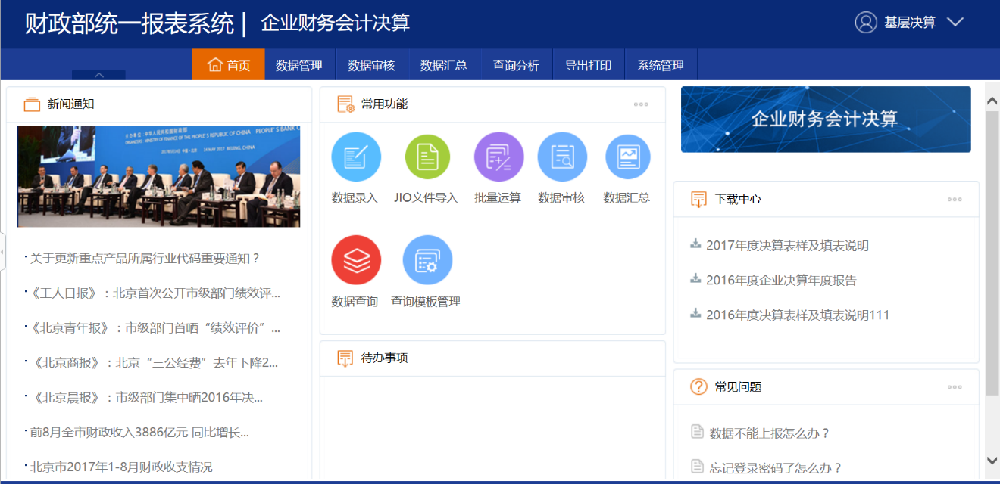 财政部统一报表系统 | 企业财务会计决算
基层决算
首页 数据管理 数据审核 数据汇总 查询分析 导出打印 系统管理
新闻通知
主办单位：中华人民共和国财政部
ORGANIZERS: MINISTRY OF FINANCE OF THE PEOPLE'S REPUBLIC OF CHINA PEOPLE'S BANK
14 MAY 2017 BEIJING, CHINA
·关于更新重点产品所属行业代码重要通知？
·《工人日报》：北京首次公开市级部门绩效评...
·《北京青年报》：市级部门首晒“绩效评价” ...
·《北京商报》：北京“三公经费”去年下降2...
·《北京晨报》：市级部门集中晒2016年决...
·前8月全市财政收入3886亿元 同比增长...
·北京市2017年1-8月财政收支情况
常用功能
数据录入 JIO文件导入 批量运算 数据审核 数据汇总
数据查询 查询模板管理
待办事项
企业财务会计决算
下载中心
2017年度决算表样及填表说明
2016年度企业决算年度报告
2016年度决算表样及填表说明111
常见问题
数据不能上报怎么办？
忘记登录密码了怎么办？